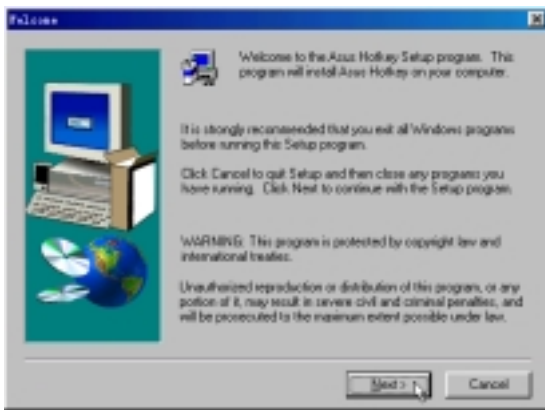 Welcome
Welcome to the Asus Hotkey Setup program. This
program will install Asus Hotkey on your computer.
It is strongly recommended that you exit all Windows programs
before running this Setup program.
Click Cancel to quit Setup and then close any programs you
have running. Click Next to continue with the Setup program.
WARNING: This program is protected by copyright law and
international treaties.
Unauthorized reproduction or distribution of this program, or any
portion of it, may result in severe civil and criminal penalties, and
will be prosecuted to the maximum extent possible under law.
Next >
Cancel